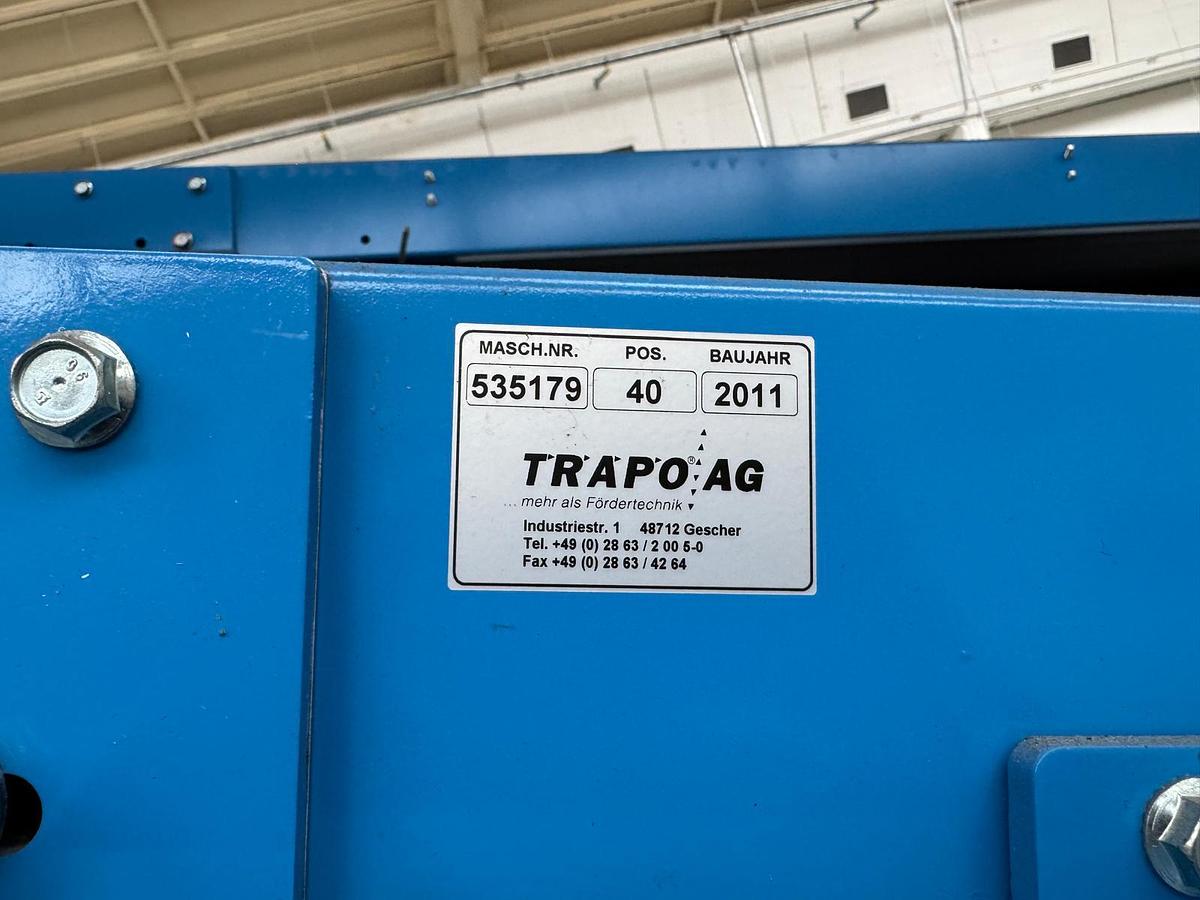 MASCH.NR. POS. BAUJAHR
535179 40 2011
TRAPO® AG
... mehr als Fördertechnik
Industriestr. 1 48712 Gescher
Tel. +49 (0) 28 63 / 2 00 5-0
Fax +49 (0) 28 63 / 42 64